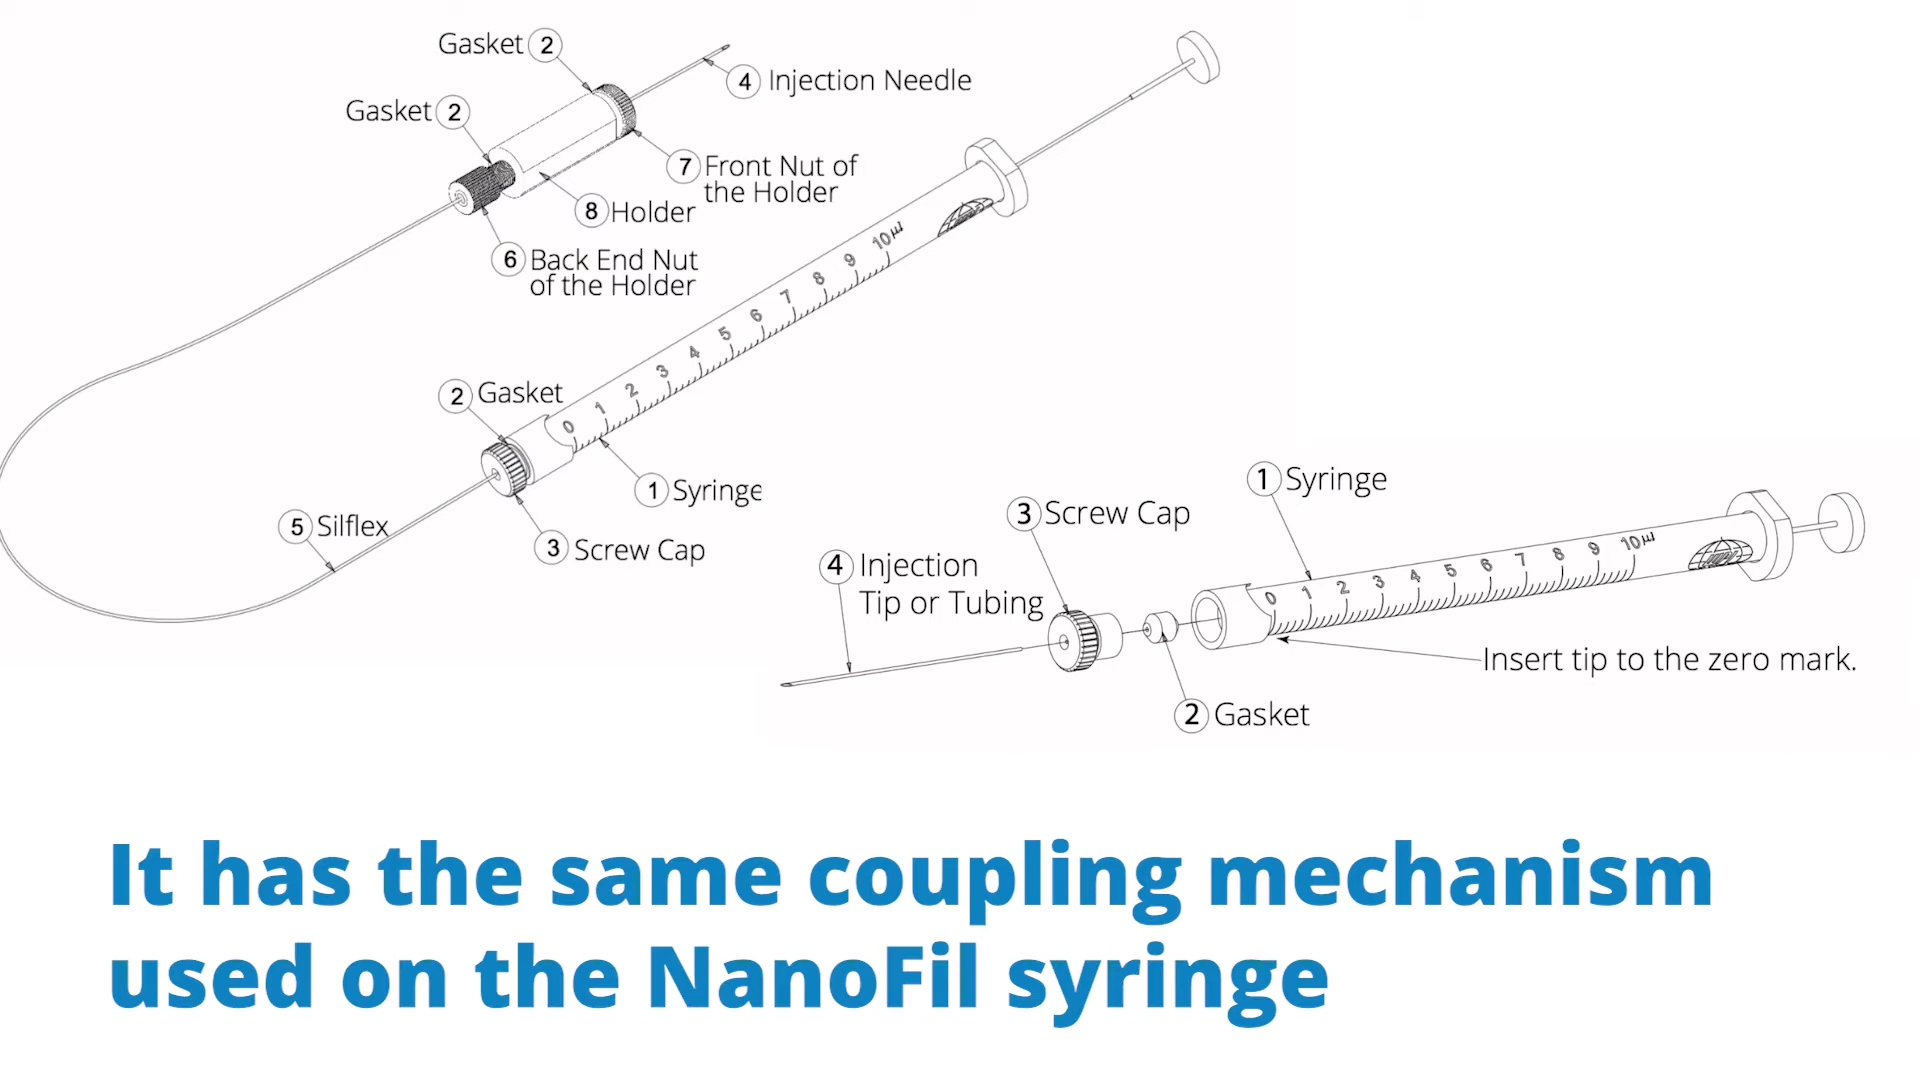 Gasket 2
4 Injection Needle
Gasket 2
7 Front Nut of
the Holder
8 Holder
6 Back End Nut
of the Holder
0 1 2 3 4 5 6 7 8 9 10 µl
2 Gasket
1 Syringe
5 Silflex
3 Screw Cap
1 Syringe
3 Screw Cap
4 Injection
Tip or Tubing
0 1 2 3 4 5 6 7 8 9 10 µl
Insert tip to the zero mark.
2 Gasket
It has the same coupling mechanism
used on the NanoFil syringe